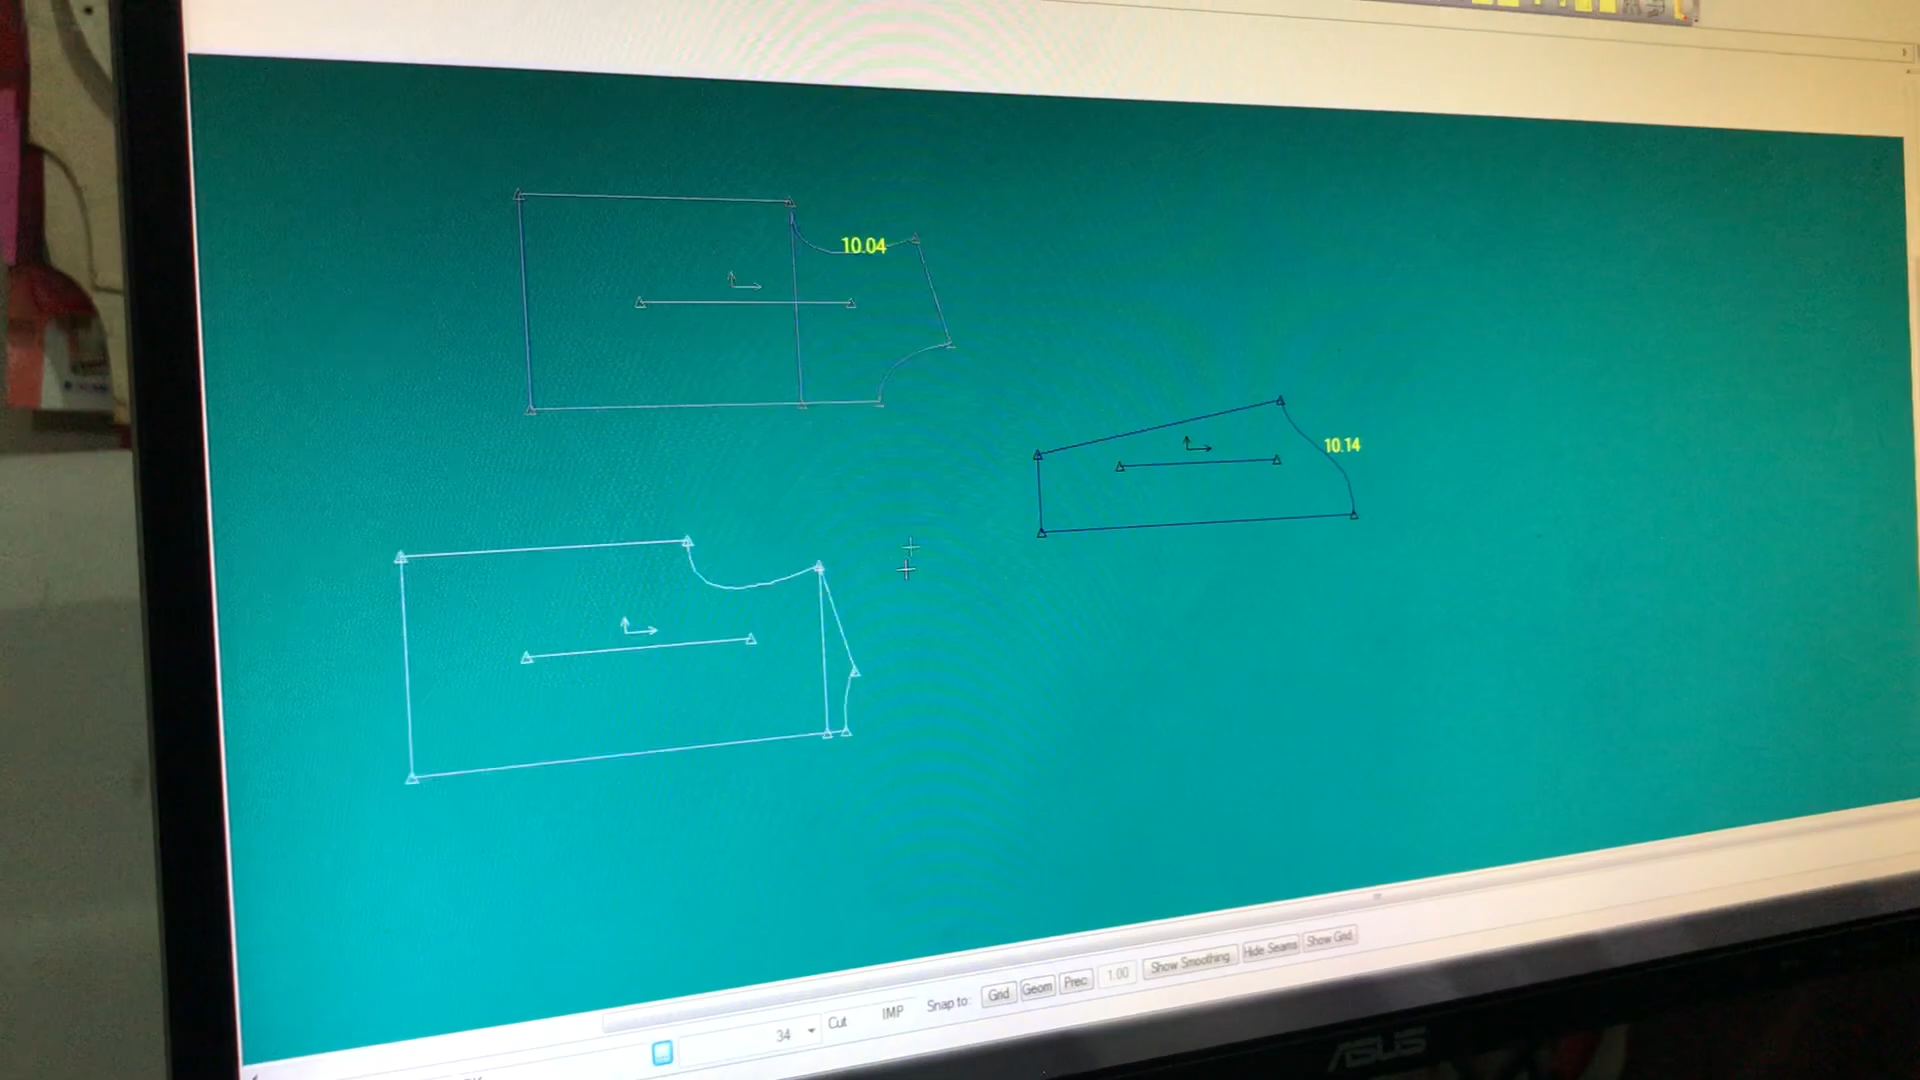 10.04
10.14
Snap to: Grid Geom Prec 1.00 Show Smoothing Hide Seams Show Grid
34 Cut IMP
ASUS